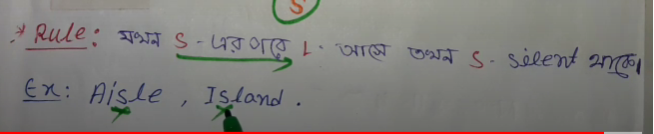 S
* Rule: যখন S - এর পরে L. আসে তখন S - silent থাকে।
Ex: Aisle , Island .